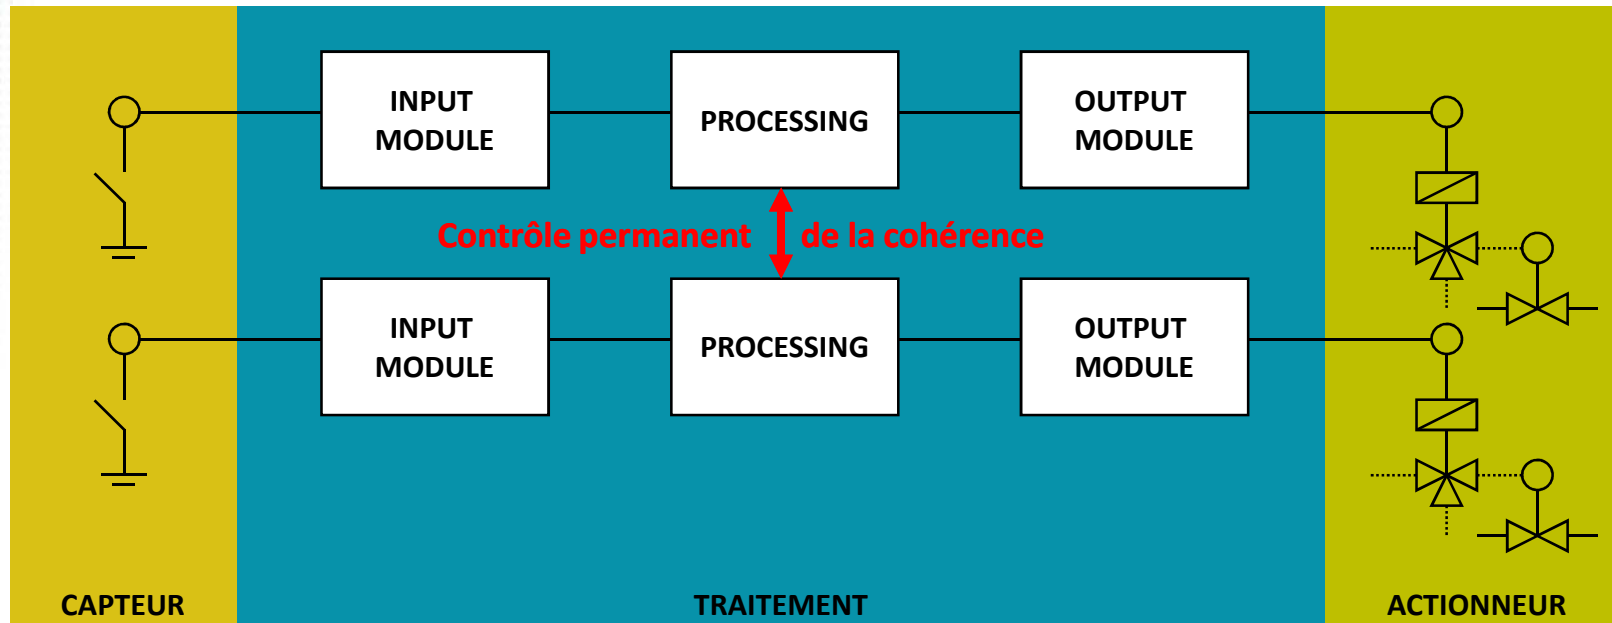 INPUT
MODULE
PROCESSING
OUTPUT
MODULE
Contrôle permanent de la cohérence
INPUT
MODULE
PROCESSING
OUTPUT
MODULE
CAPTEUR
TRAITEMENT
ACTIONNEUR